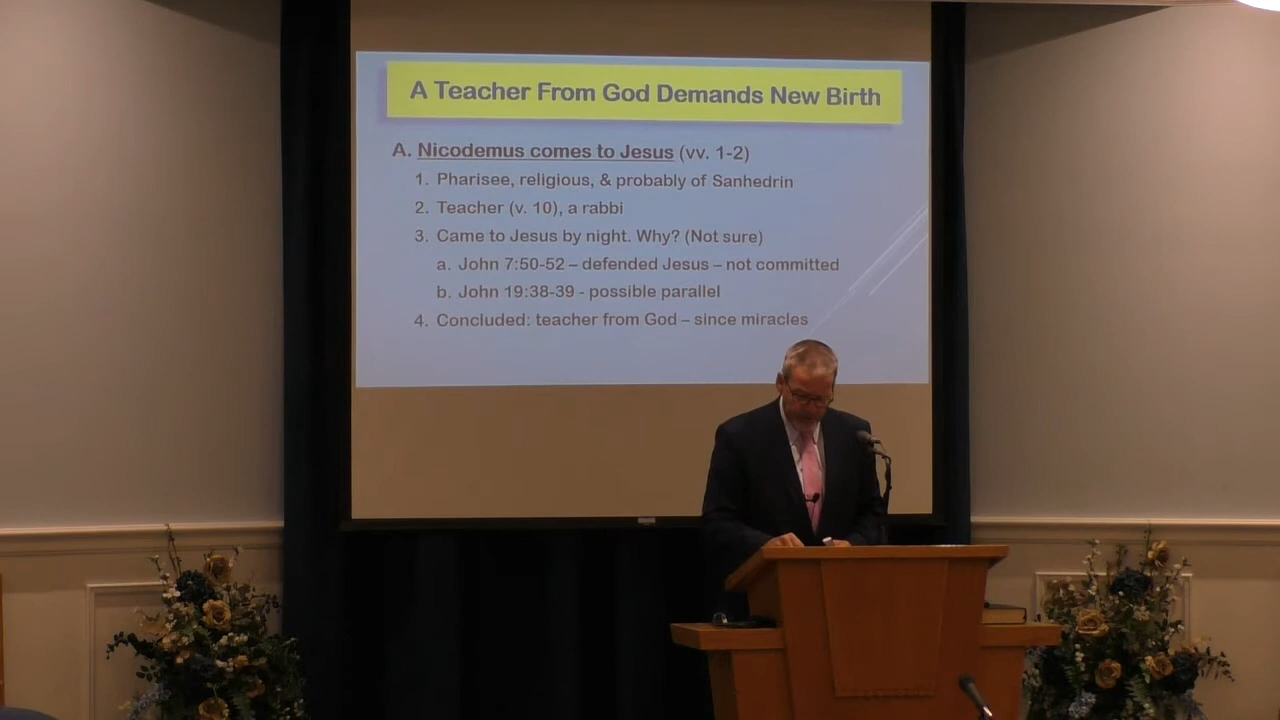 A Teacher From God Demands New Birth
A. Nicodemus comes to Jesus (vv. 1-2)
1. Pharisee, religious, & probably of Sanhedrin
2. Teacher (v. 10), a rabbi
3. Came to Jesus by night. Why? (Not sure)
a. John 7:50-52 – defended Jesus – not committed
b. John 19:38-39 - possible parallel
4. Concluded: teacher from God – since miracles